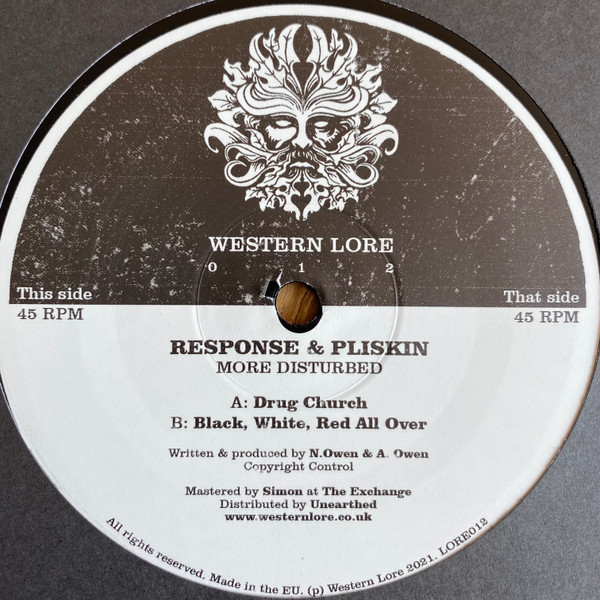 WESTERN LORE
0 1 2
This side
45 RPM
That side
45 RPM
RESPONSE & PLISKIN
MORE DISTURBED
A: Drug Church
B: Black, White, Red All Over
Written & produced by N.Owen & A. Owen
Copyright Control
Mastered by Simon at The Exchange
Distributed by Unearthed
www.westernlore.co.uk
All rights reserved. Made in the EU. (p) Western Lore 2021. LORE012